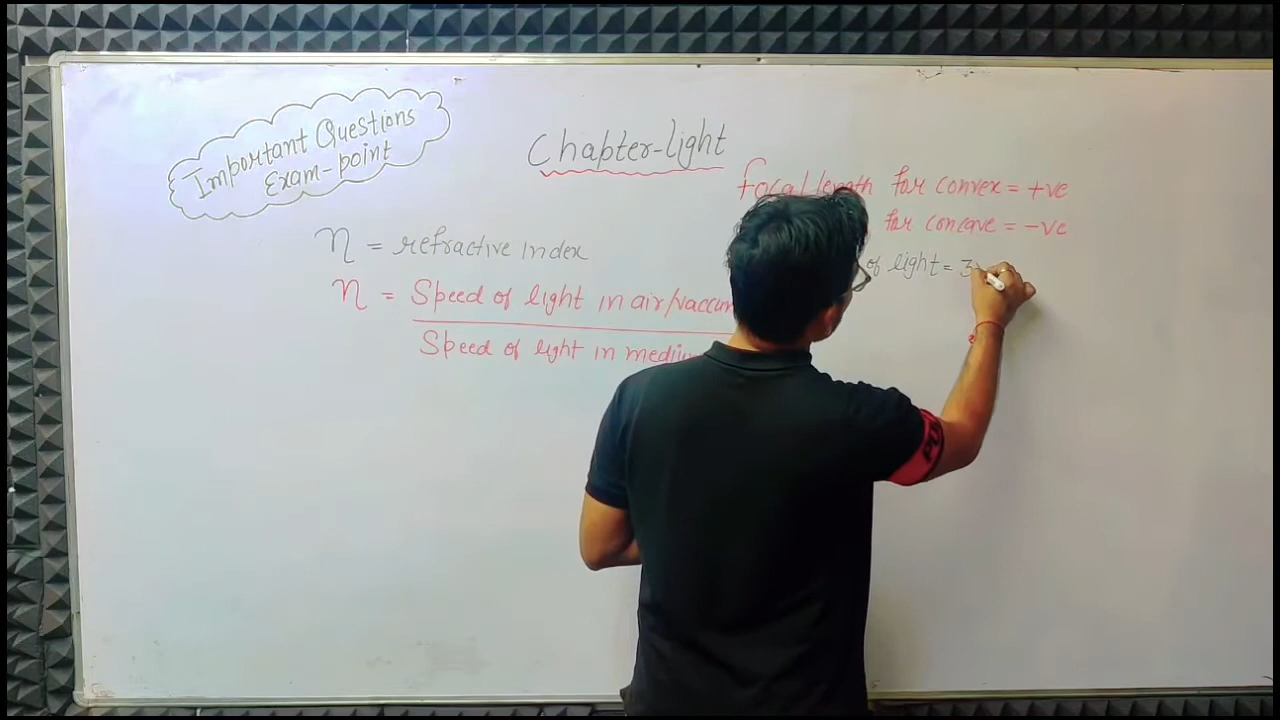 Important Questions
Exam-point
Chapter-light
focal length for convex = +ve
for concave = -ve
of light = 3
η = refractive index
η = Speed of light in air/vaccum
Speed of light in medium